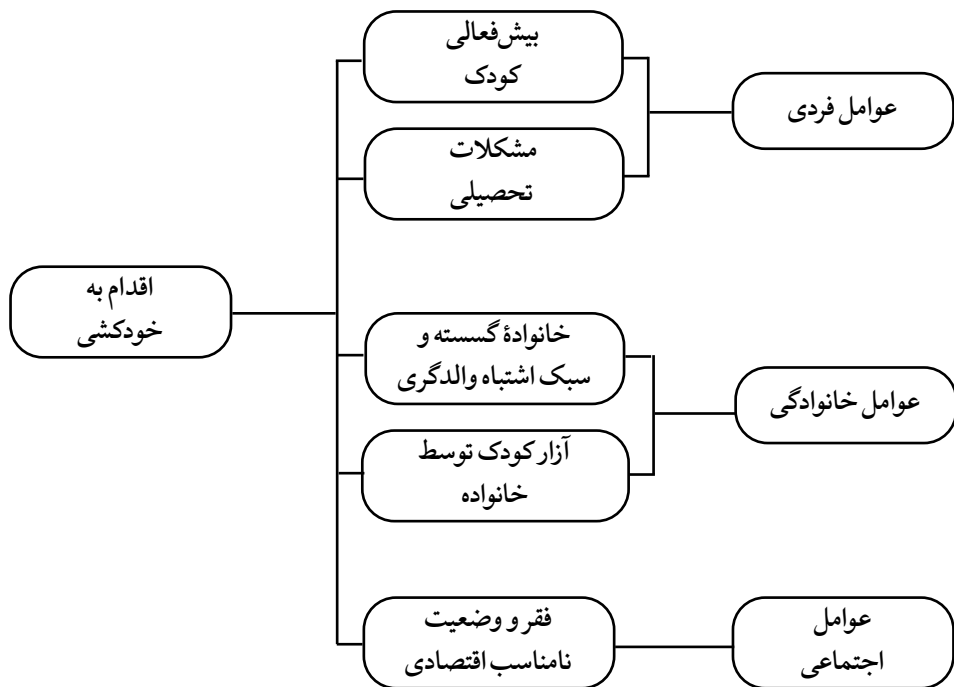 عوامل فردی
بیش‌فعالی
کودک
مشکلات
تحصیلی
عوامل خانوادگی
خانوادهٔ گسسته و
سبک اشتباه والدگری
آزار کودک توسط
خانواده
عوامل
اجتماعی
فقر و وضعیت
نامناسب اقتصادی
اقدام به
خودکشی